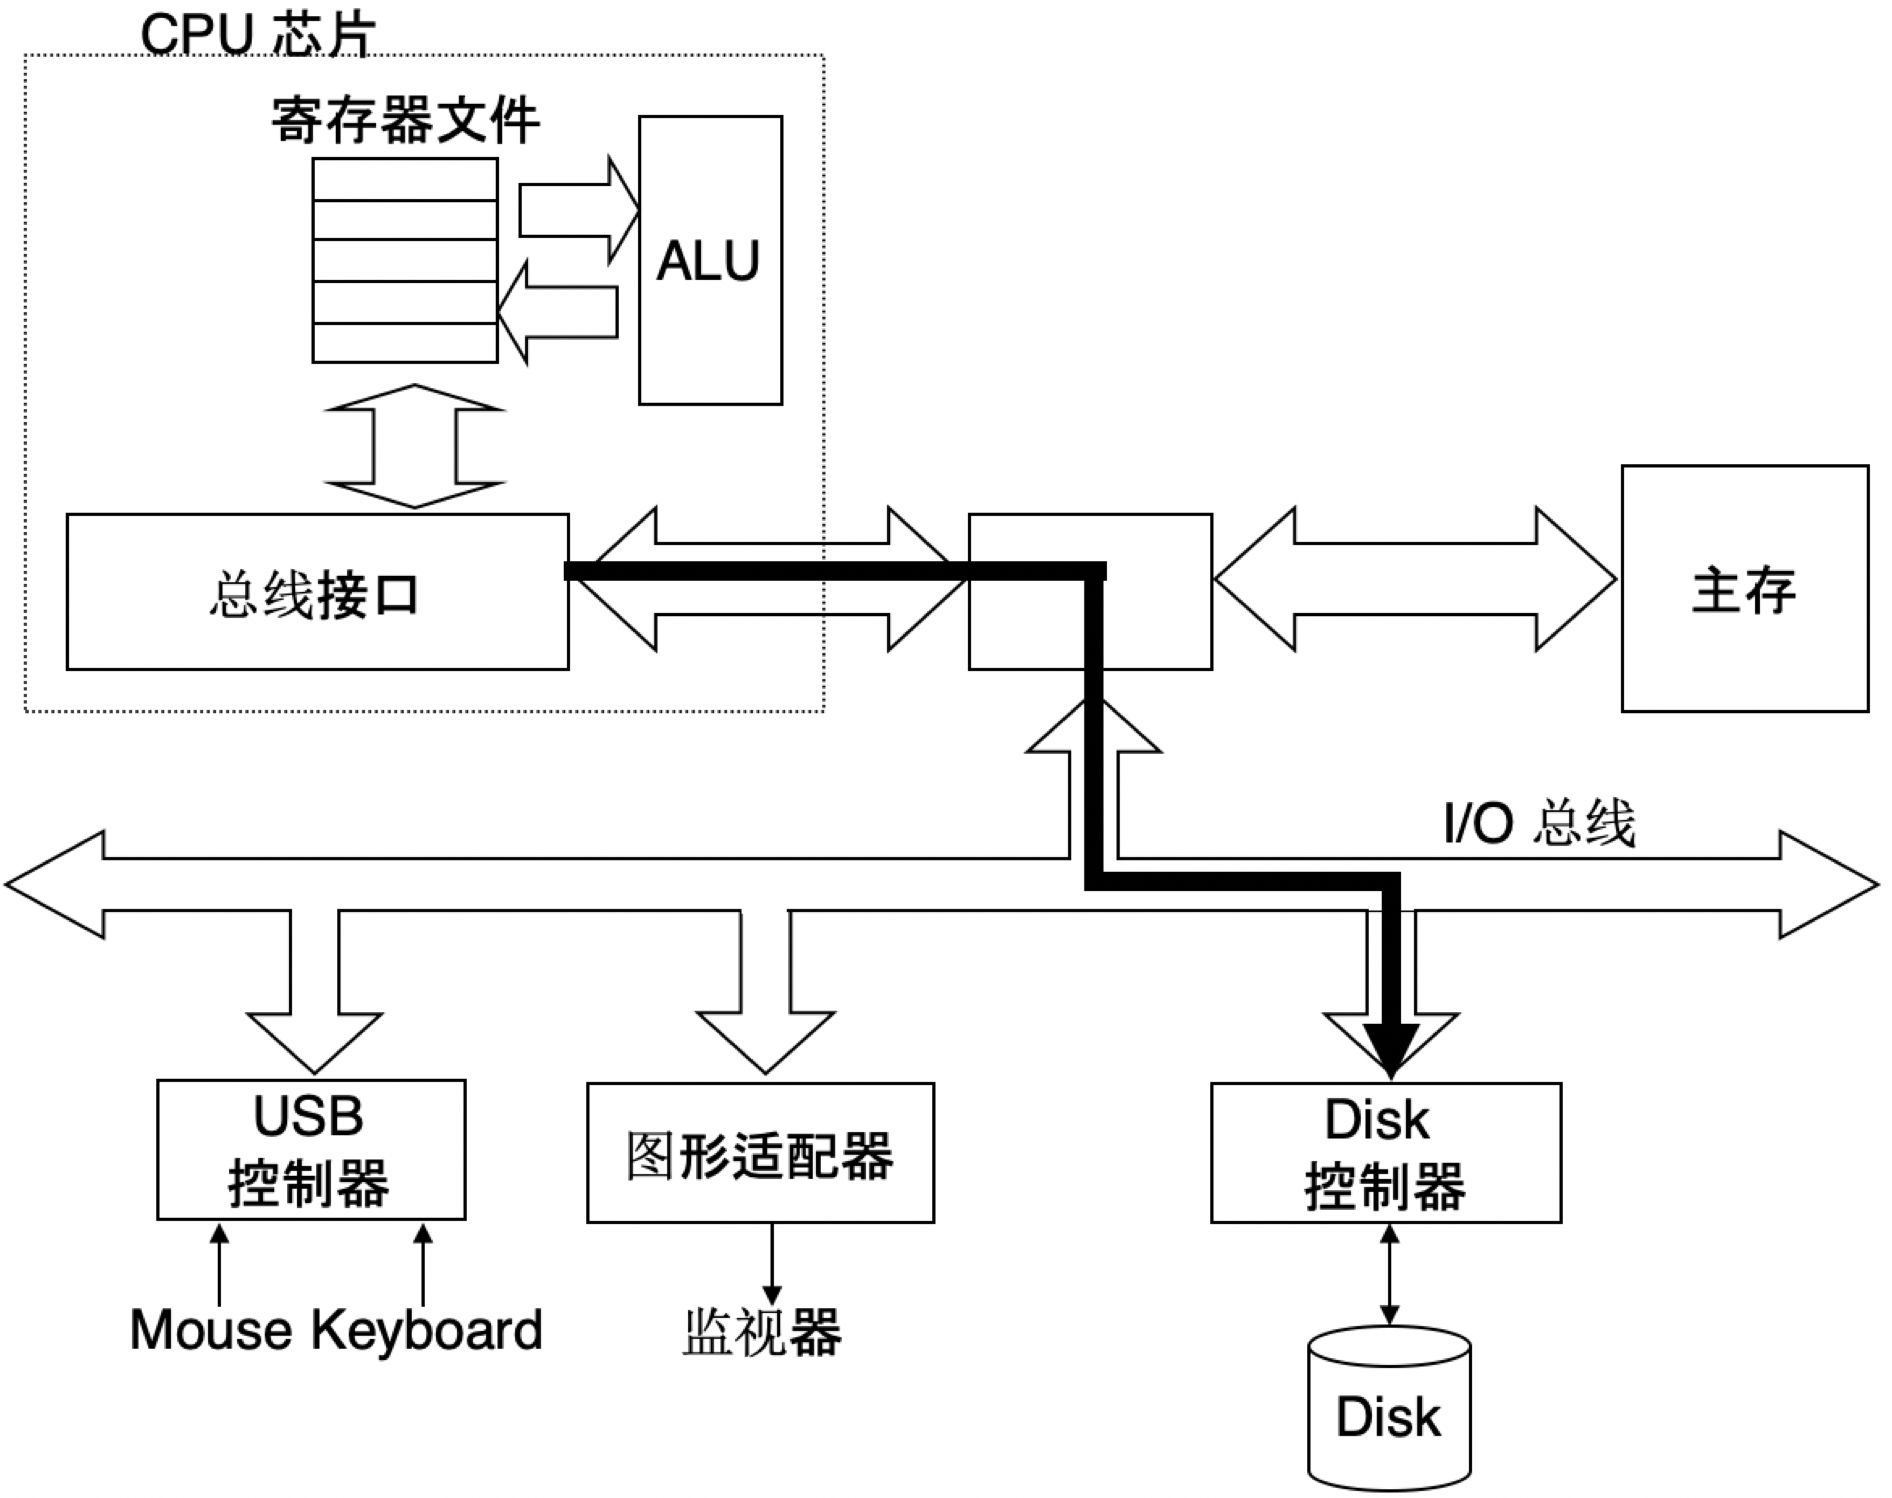 CPU 芯片
寄存器文件
ALU
总线接口
主存
I/O 总线
USB
控制器
图形适配器
Disk
控制器
Mouse Keyboard
监视器
Disk